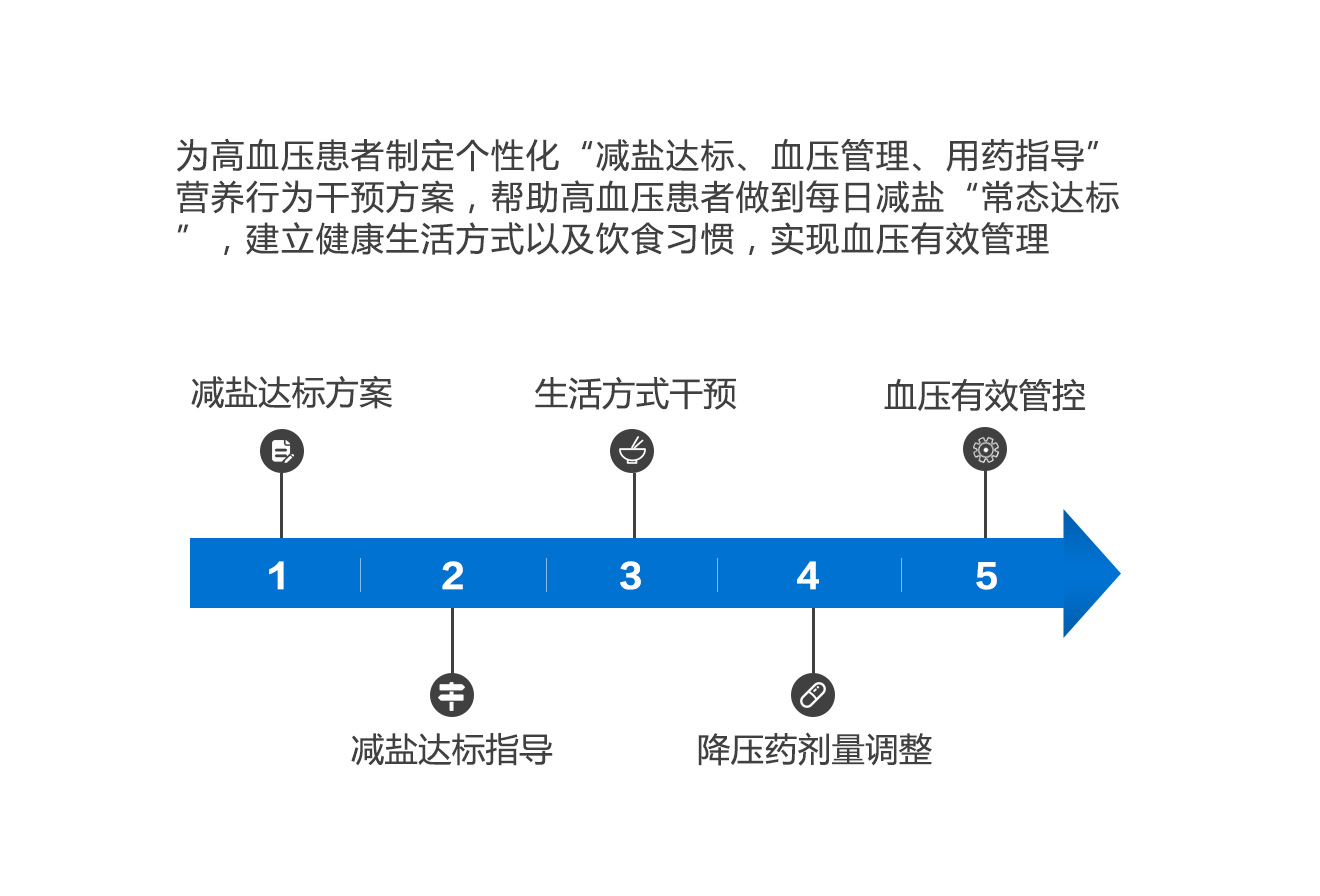 为高血压患者制定个性化“减盐达标、血压管理、用药指导”
营养行为干预方案，帮助高血压患者做到每日减盐“常态达标
”，建立健康生活方式以及饮食习惯，实现血压有效管理
减盐达标方案
生活方式干预
血压有效管控
1
2
3
4
5
减盐达标指导
降压药剂量调整